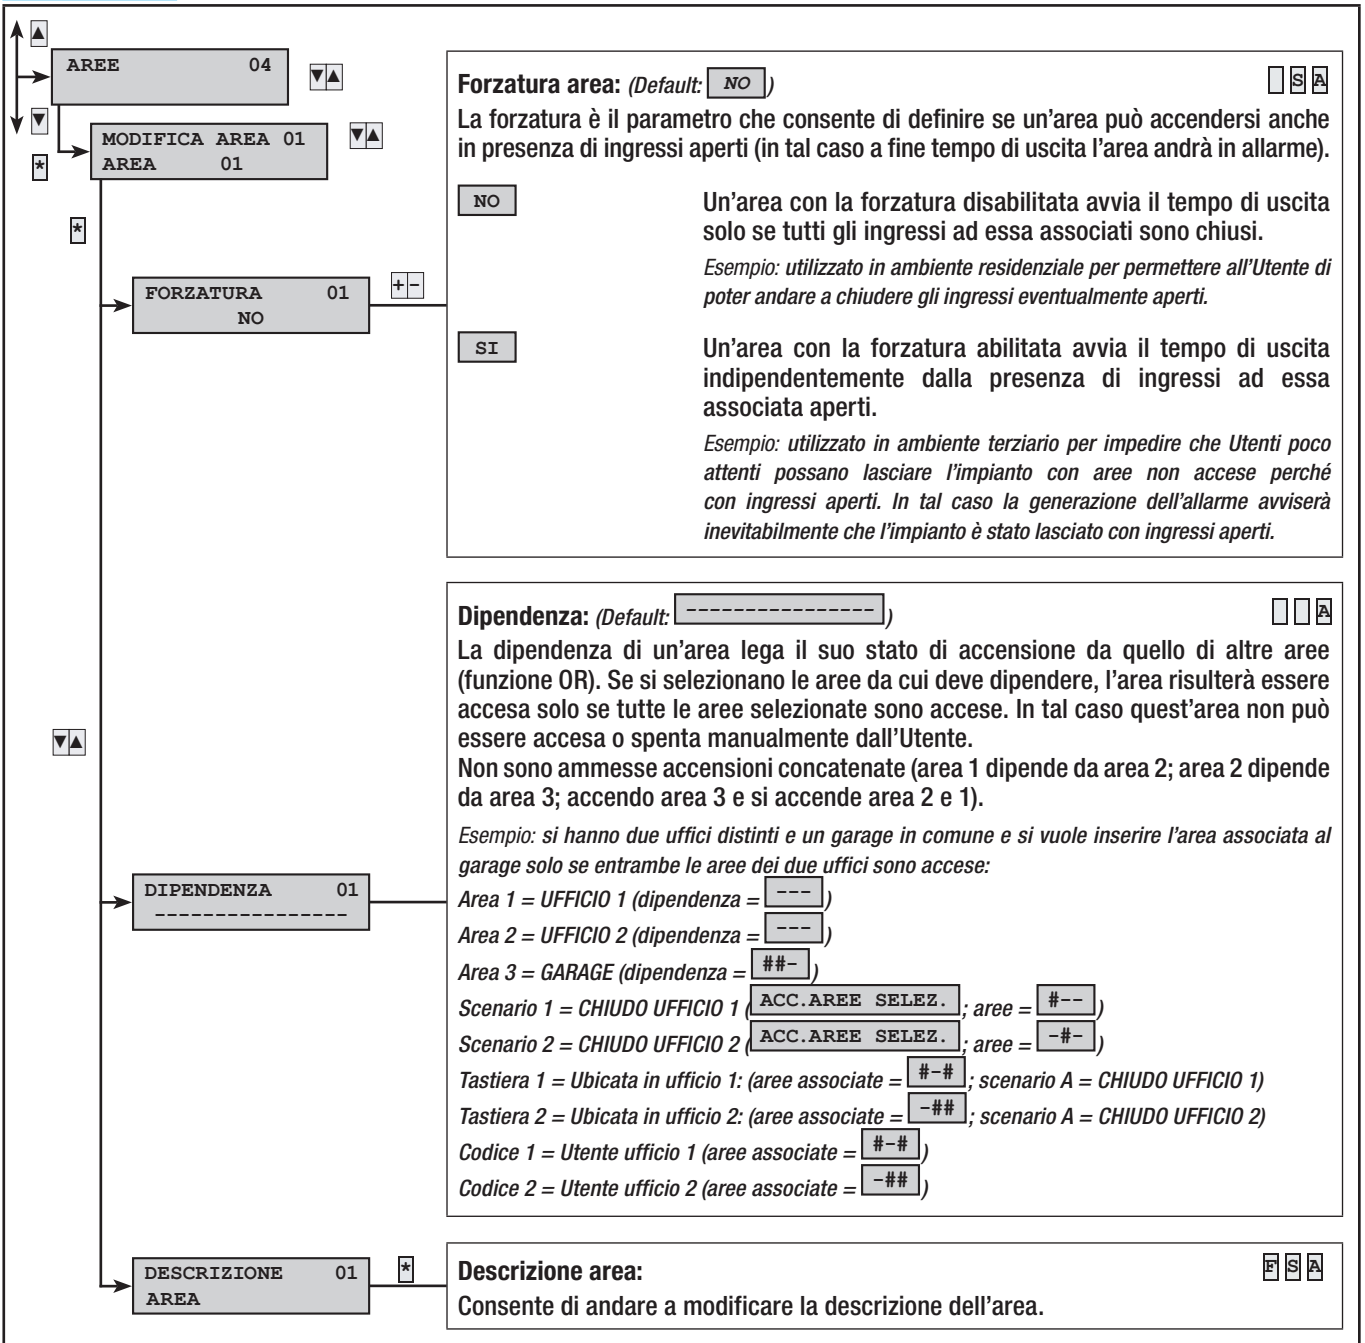 ▲
AREE 04
▼▲
▼
MODIFICA AREA 01
AREA 01
▼▲
*
*
FORZATURA 01
NO
+-
Forzatura area: (Default: NO )
S A
La forzatura è il parametro che consente di definire se un'area può accendersi anche
in presenza di ingressi aperti (in tal caso a fine tempo di uscita l'area andrà in allarme).
NO
Un'area con la forzatura disabilitata avvia il tempo di uscita
solo se tutti gli ingressi ad essa associati sono chiusi.
Esempio: utilizzato in ambiente residenziale per permettere all'Utente di
poter andare a chiudere gli ingressi eventualmente aperti.
SI
Un'area con la forzatura abilitata avvia il tempo di uscita
indipendentemente dalla presenza di ingressi ad essa
associata aperti.
Esempio: utilizzato in ambiente terziario per impedire che Utenti poco
attenti possano lasciare l'impianto con aree non accese perché
con ingressi aperti. In tal caso la generazione dell'allarme avviserà
inevitabilmente che l'impianto è stato lasciato con ingressi aperti.
▼▲
DIPENDENZA 01
----------------
Dipendenza: (Default: ---------------- )
A
La dipendenza di un'area lega il suo stato di accensione da quello di altre aree
(funzione OR). Se si selezionano le aree da cui deve dipendere, l'area risulterà essere
accesa solo se tutte le aree selezionate sono accese. In tal caso quest'area non può
essere accesa o spenta manualmente dall'Utente.
Non sono ammesse accensioni concatenate (area 1 dipende da area 2; area 2 dipende
da area 3; accendo area 3 e si accende area 2 e 1).
Esempio: si hanno due uffici distinti e un garage in comune e si vuole inserire l'area associata al
garage solo se entrambe le aree dei due uffici sono accese:
Area 1 = UFFICIO 1 (dipendenza = --- )
Area 2 = UFFICIO 2 (dipendenza = --- )
Area 3 = GARAGE (dipendenza = ##- )
Scenario 1 = CHIUDO UFFICIO 1 ( ACC.AREE SELEZ. ; aree = #-- )
Scenario 2 = CHIUDO UFFICIO 2 ( ACC.AREE SELEZ. ; aree = -#- )
Tastiera 1 = Ubicata in ufficio 1: (aree associate = #-# ; scenario A = CHIUDO UFFICIO 1)
Tastiera 2 = Ubicata in ufficio 2: (aree associate = -## ; scenario A = CHIUDO UFFICIO 2)
Codice 1 = Utente ufficio 1 (aree associate = #-# )
Codice 2 = Utente ufficio 2 (aree associate = -## )
DESCRIZIONE 01
AREA
*
Descrizione area:
F S A
Consente di andare a modificare la descrizione dell'area.